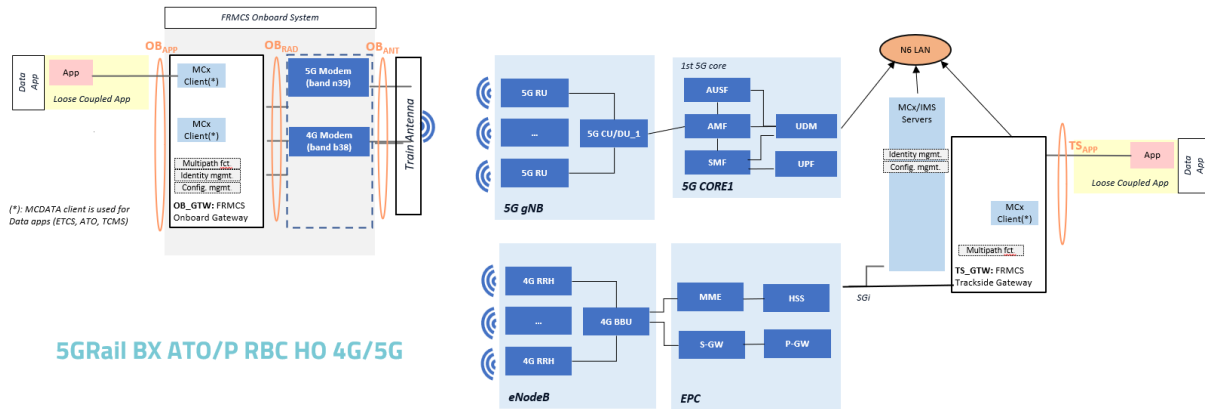 FRMCS Onboard System
OB_APP
OB_RAD
OB_ANT
Data
App
App
Loose Coupled App
MCx
Client(*)
MCx
Client(*)
Multipath fct.
Identity mgmt.
Config. mgmt.
OB_GTW: FRMCS
Onboard Gateway
5G Modem
(band n39)
4G Modem
(band b38)
Train Antenna
(*): MCDATA client is used for
Data apps (ETCS, ATO, TCMS)
5GRail BX ATO/P RBC HO 4G/5G
5G RU
...
5G RU
5G CU/DU_1
5G gNB
1st 5G core
AUSF
AMF
SMF
UDM
UPF
5G CORE1
4G RRH
...
4G RRH
4G BBU
eNodeB
MME
HSS
S-GW
P-GW
EPC
SGi
N6 LAN
MCx/IMS
Servers
Identity mgmt.
Config. mgmt.
MCx
Client(*)
Multipath fct.
TS_GTW: FRMCS
Trackside Gateway
TS_APP
App
Loose Coupled App
Data
App